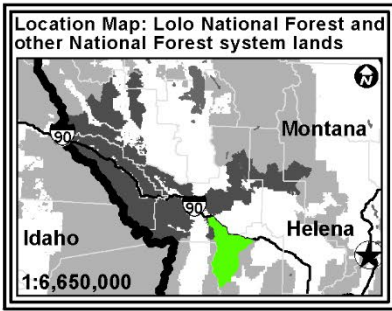 Location Map: Lolo National Forest and
other National Forest system lands
N
90
Montana
90
Idaho
Helena
1:6,650,000